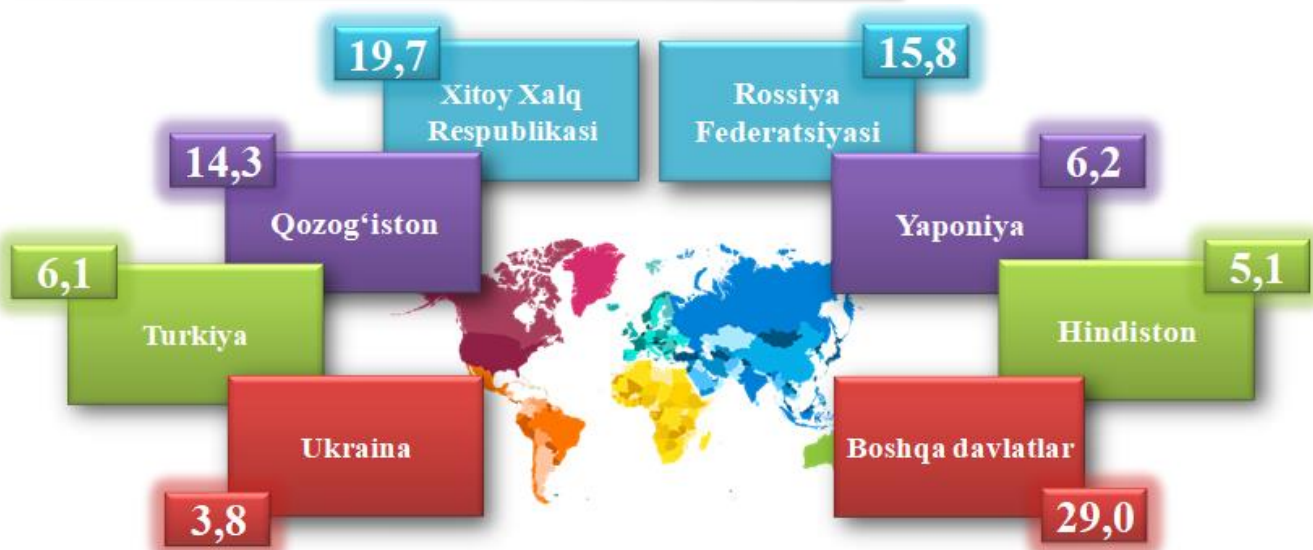 19,7
Xitoy Xalq
Respublikasi
15,8
Rossiya
Federatsiyasi
14,3
Qozog‘iston
6,2
Yaponiya
6,1
Turkiya
5,1
Hindiston
Ukraina
3,8
Boshqa davlatlar
29,0